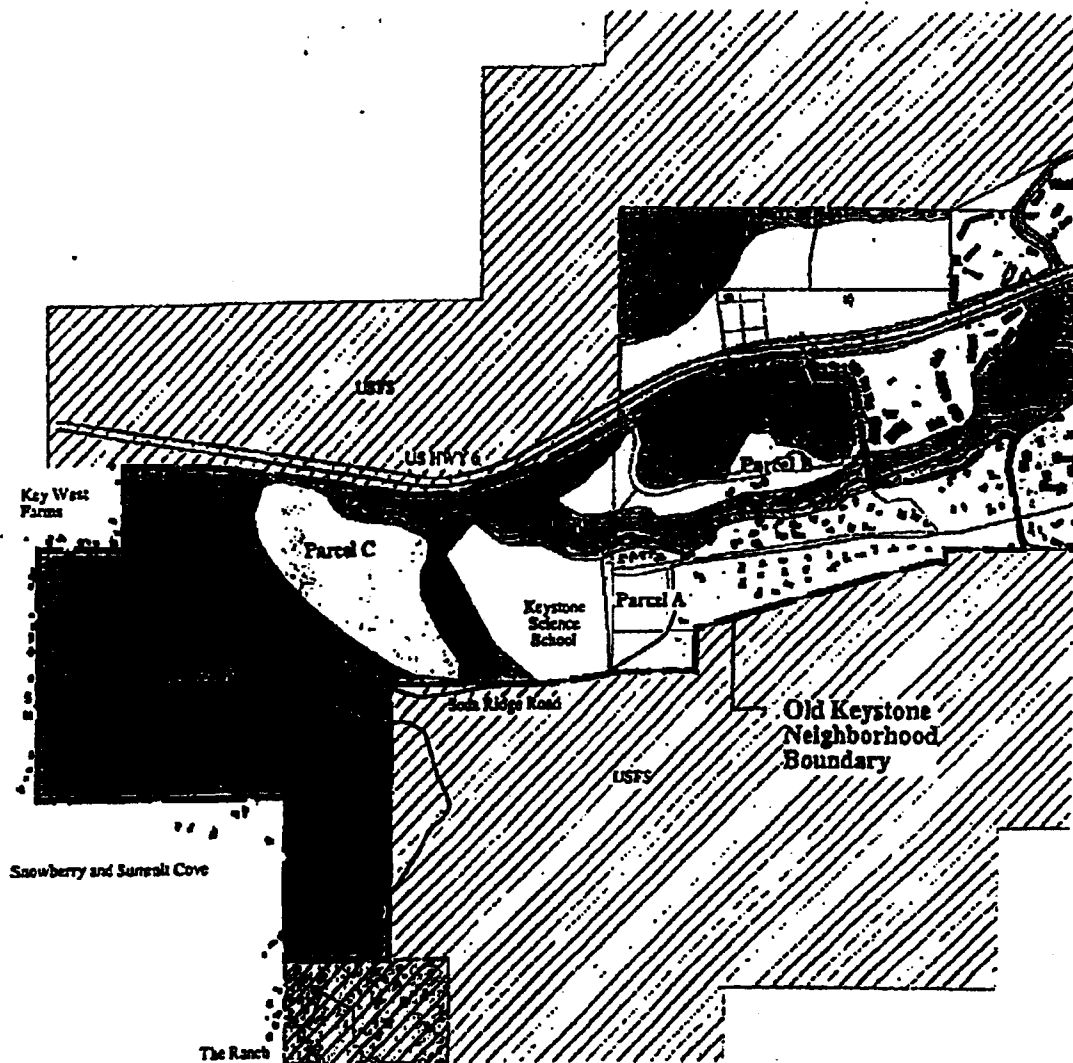 USFS
US HWY 6
Parcel B
Key West
Farms
Parcel C
Keystone
Science
School
Parcel A
Soda Ridge Road
Old Keystone
Neighborhood
Boundary
USFS
Snowberry and Summit Cove
The Ranch